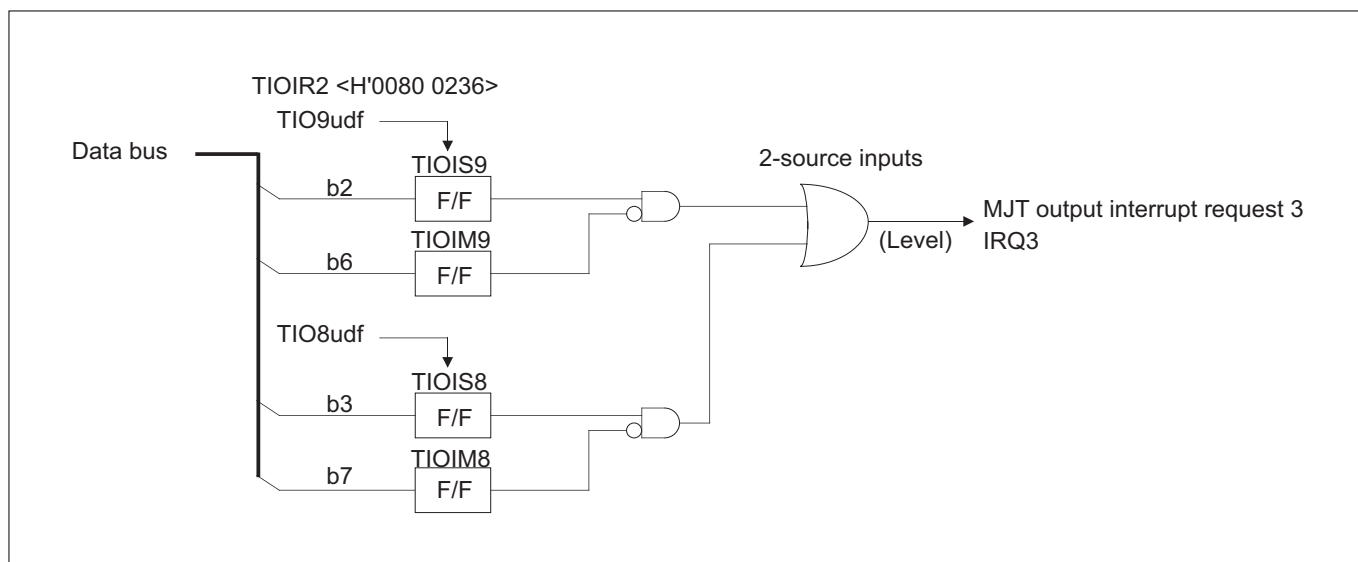 TIOIR2 <H'0080 0236>
TIO9udf
Data bus
TIOIS9
2-source inputs
b2
F/F
MJT output interrupt request 3
(Level)
IRQ3
TIOIM9
b6
F/F
TIO8udf
TIOIS8
b3
F/F
TIOIM8
b7
F/F